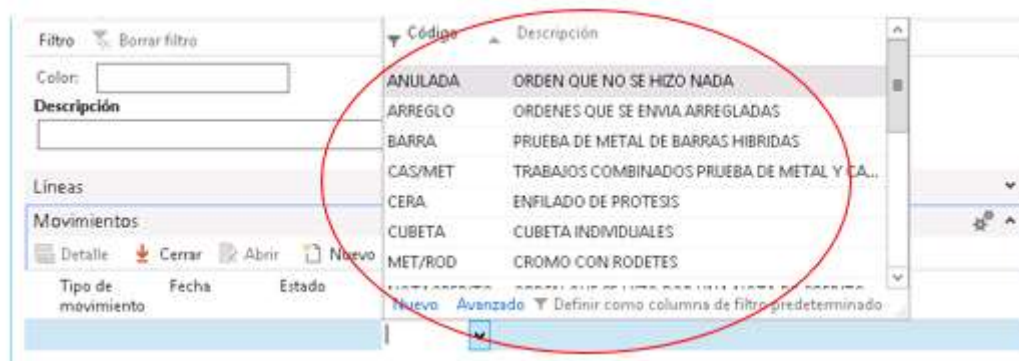 Filtro Borrar filtro
Color:
Descripción
Líneas
Movimientos
Detalle Cerrar Abrir Nuevo
Tipo de movimiento Fecha Estado
Código Descripción
ANULADA ORDEN QUE NO SE HIZO NADA
ARREGLO ORDENES QUE SE ENVIA ARREGLADAS
BARRA PRUEBA DE METAL DE BARRAS HIBRIDAS
CAS/MET TRABAJOS COMBINADOS PRUEBA DE METAL Y CA...
CERA ENFILADO DE PROTESIS
CUBETA CUBETA INDIVIDUALES
MET/ROD CROMO CON RODETES
Nuevo Avanzado Definir como columna de filtro predeterminado